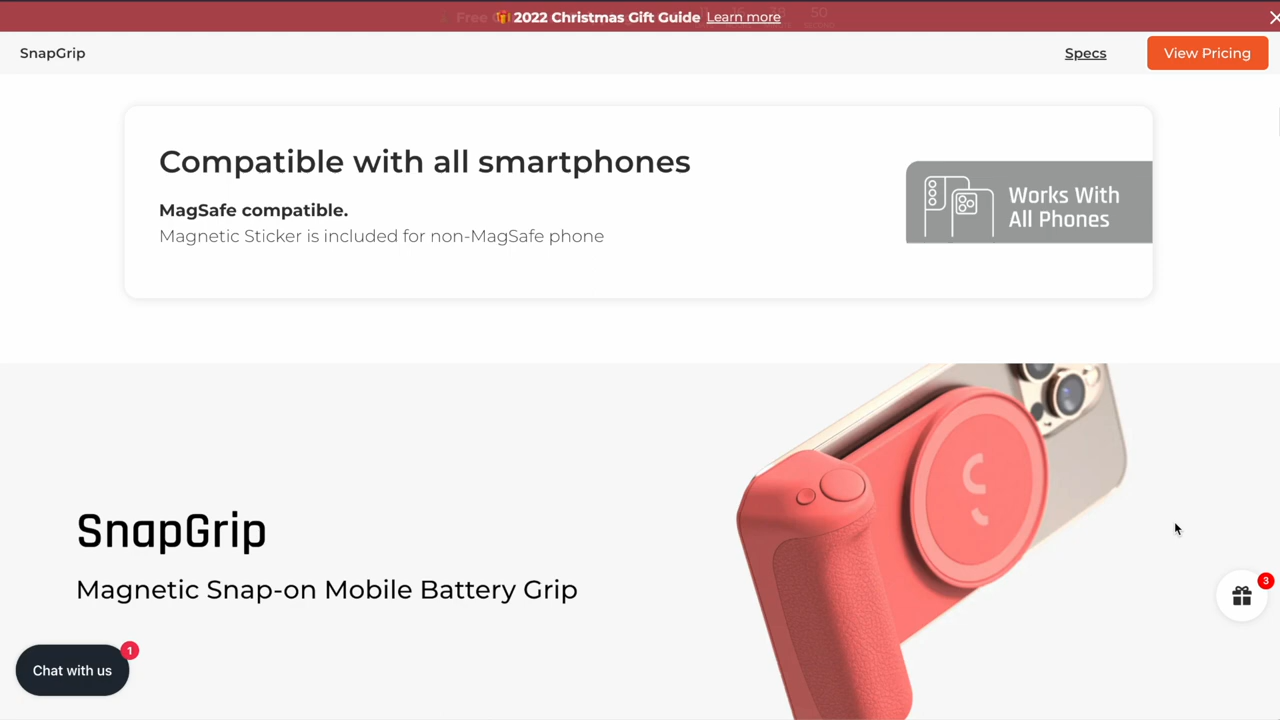 Free 🎁 2022 Christmas Gift Guide Learn more
SnapGrip
Specs
View Pricing
Compatible with all smartphones
MagSafe compatible.
Magnetic Sticker is included for non-MagSafe phone
Works With
All Phones
SnapGrip
Magnetic Snap-on Mobile Battery Grip
3
1
Chat with us